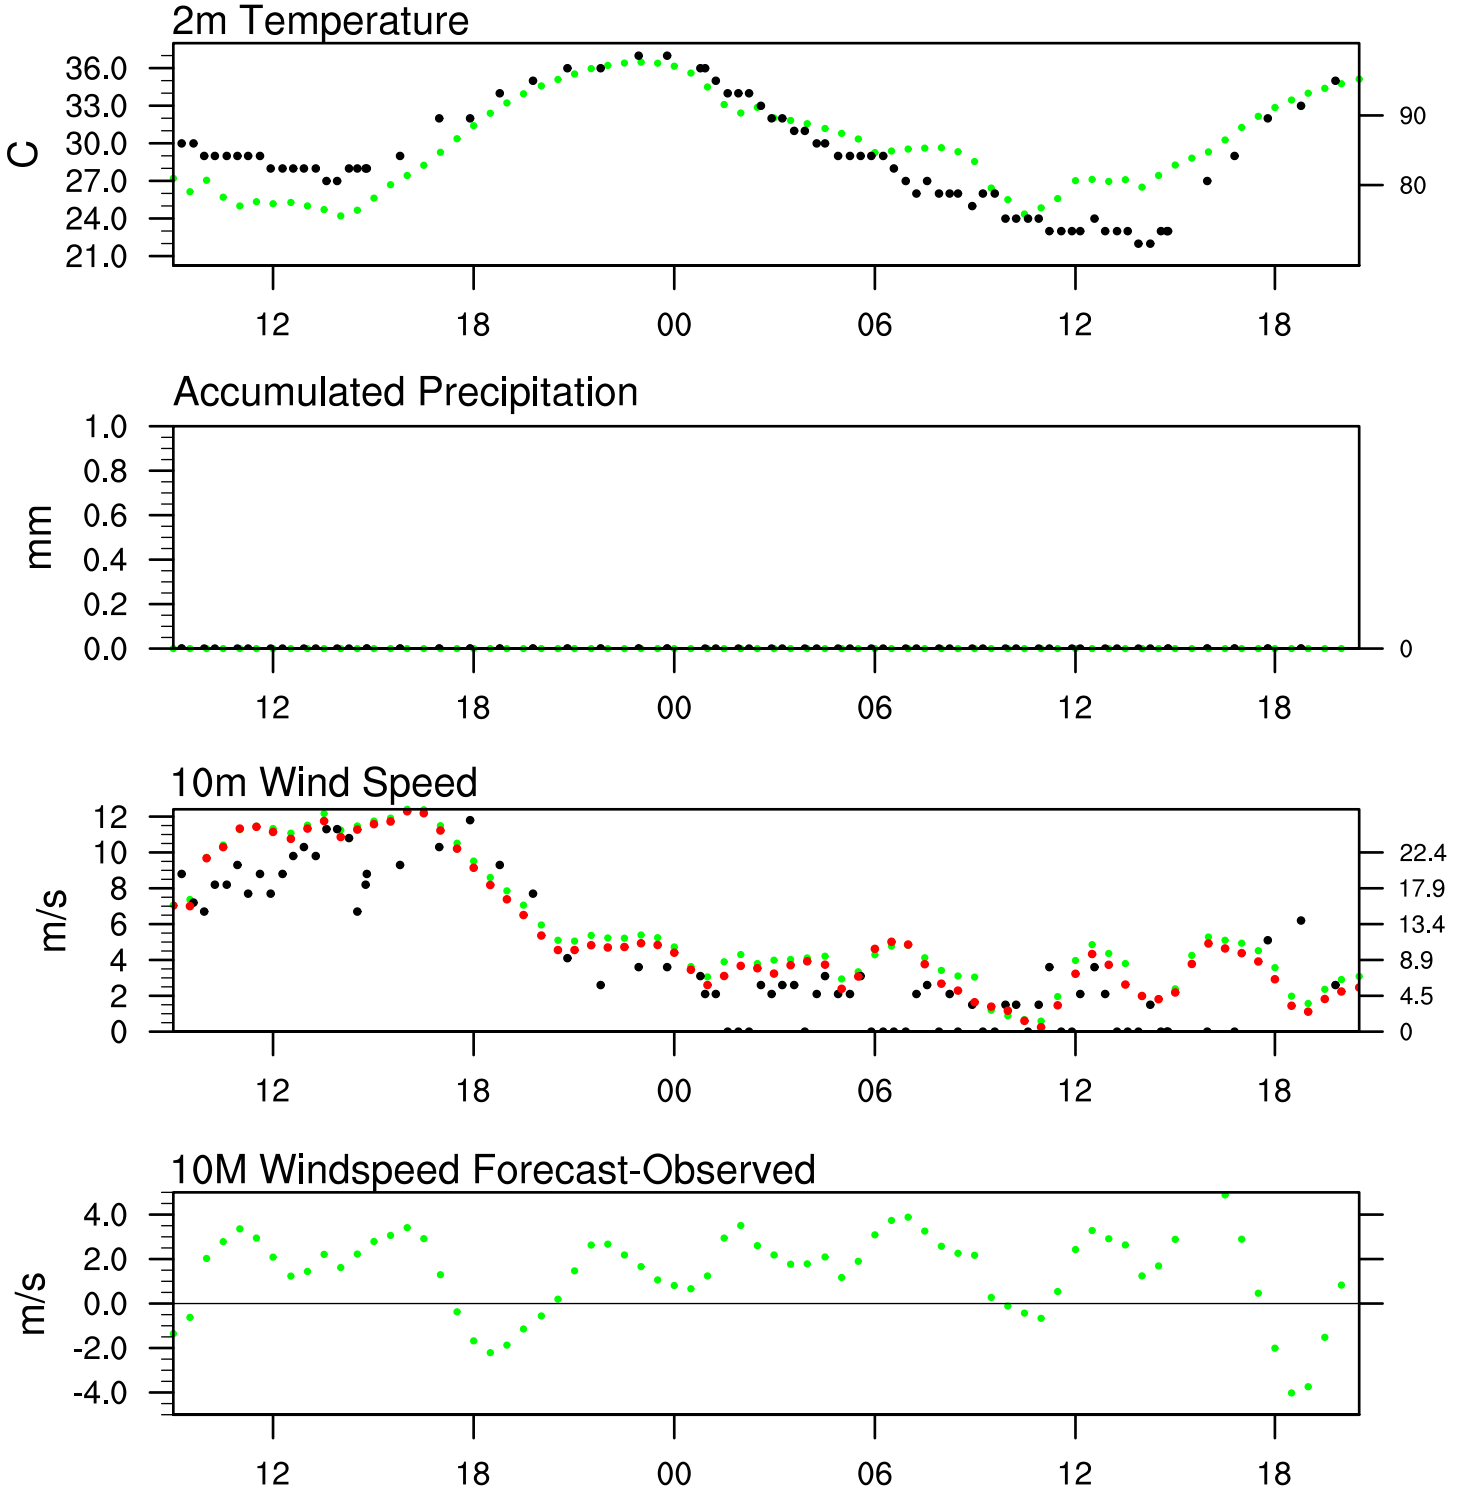 2m Temperature
36.0
33.0
90
30.0
C
27.0
80
24.0
21.0
12 18 00 06 12 18
Accumulated Precipitation
1.0
0.8
0.6
mm
0.4
0.2
0.0
0
12 18 00 06 12 18
10m Wind Speed
12
10 22.4
8 17.9
m/s
6 13.4
4 8.9
2 4.5
0 0
12 18 00 06 12 18
10M Windspeed Forecast-Observed
4.0
2.0
m/s
0.0
-2.0
-4.0
12 18 00 06 12 18